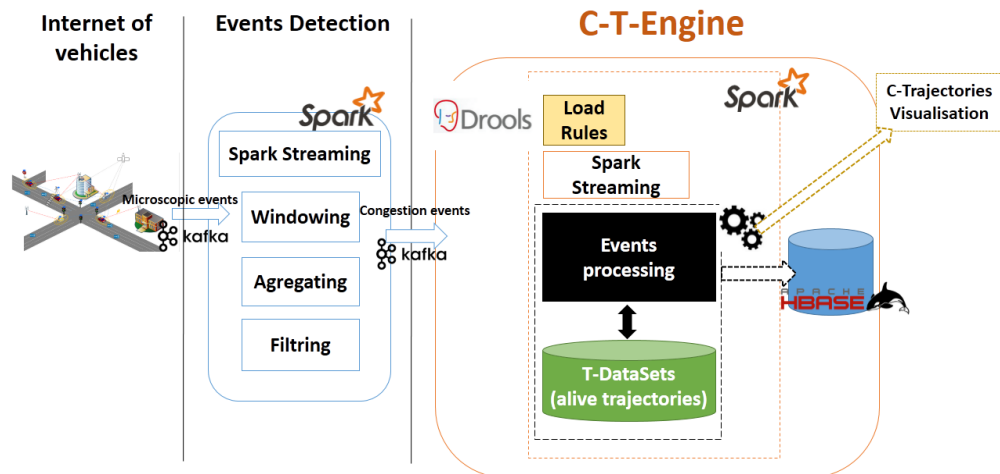 Internet of
vehicles
Events Detection
C-T-Engine
Spark
Spark Streaming
Windowing
Agregating
Filtring
Microscopic events
kafka
Congestion events
kafka
Drools
Load
Rules
Spark
Spark
Streaming
Events
processing
T-DataSets
(alive trajectories)
C-Trajectories
Visualisation
APACHE
HBASE